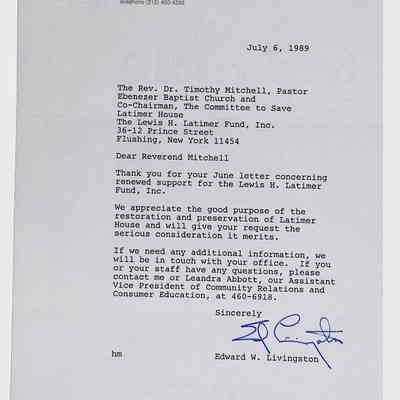 telephone (212) 460-4288
July 6, 1989
The Rev. Dr. Timothy Mitchell, Pastor
Ebenezer Baptist Church and
Co-Chairman, The Committee to Save
Latimer House
The Lewis H. Latimer Fund, Inc.
36-12 Prince Street
Flushing, New York 11454
Dear Reverend Mitchell
Thank you for your June letter concerning
renewed support for the Lewis H. Latimer
Fund, Inc.
We appreciate the good purpose of the
restoration and preservation of Latimer
House and will give your request the
serious consideration it merits.
If we need any additional information, we
will be in touch with your office. If you
or your staff have any questions, please
contact me or Leandra Abbott, our Assistant
Vice President of Community Relations and
Consumer Education, at 460-6918.
Sincerely
Ed Livingston
hm
Edward W. Livingston